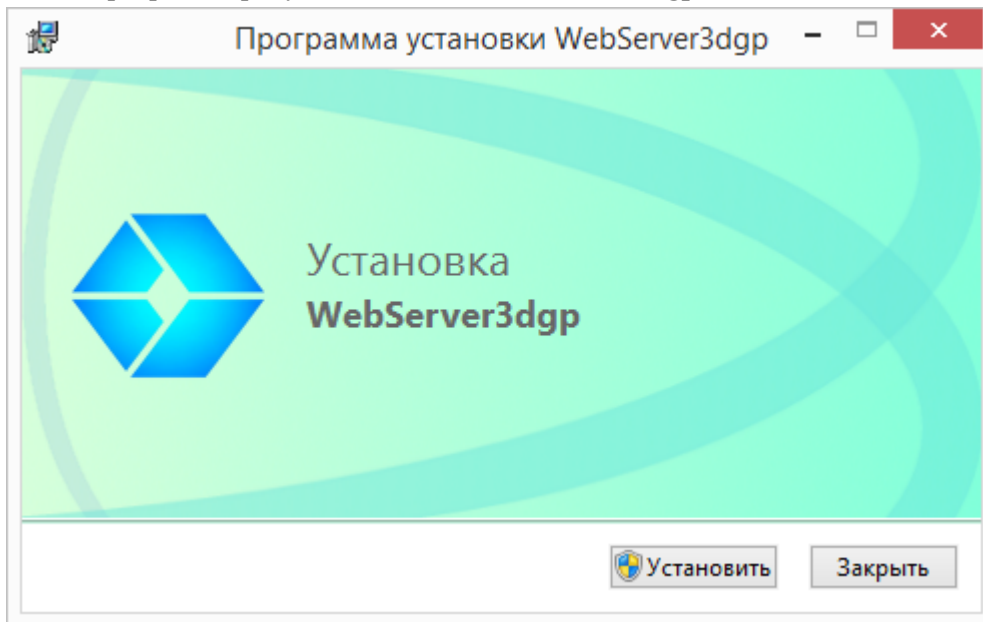 Программа установки WebServer3dgp
Установка
WebServer3dgp
Установить
Закрыть